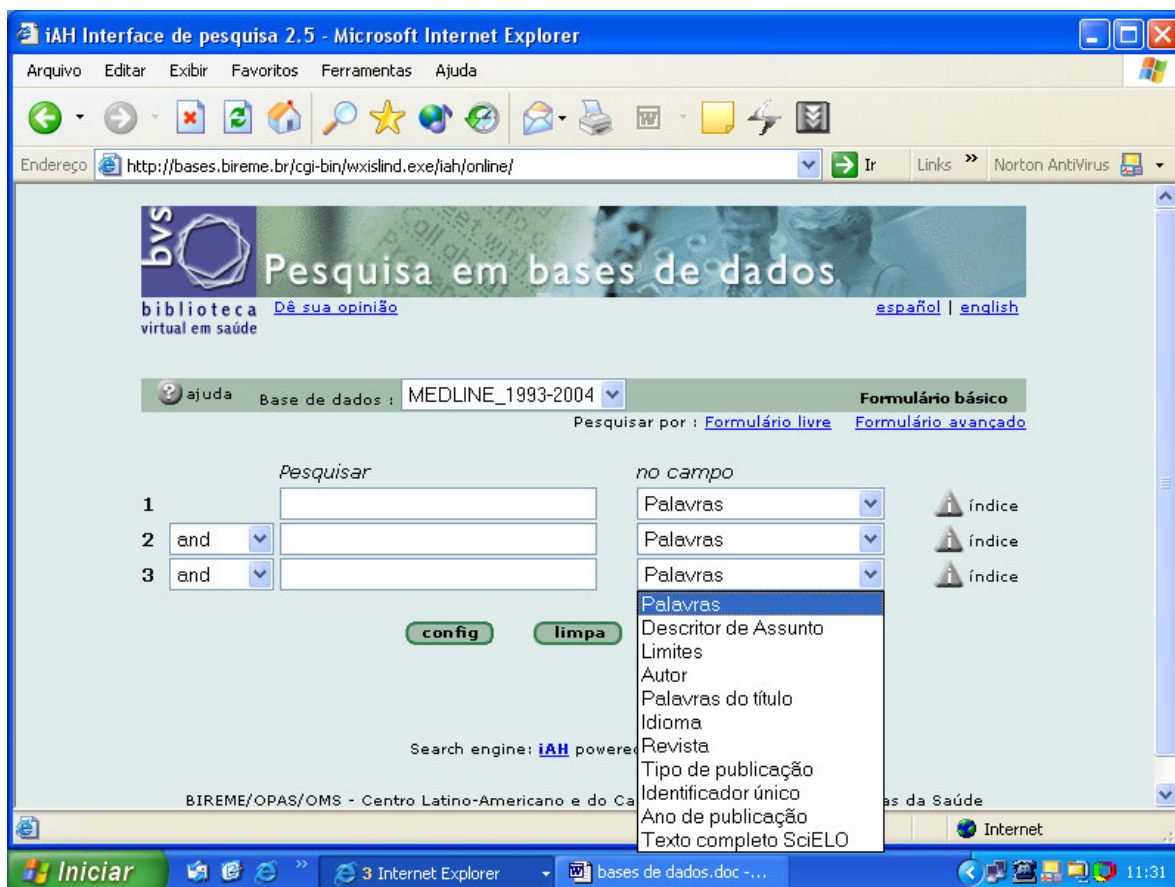 iAH Interface de pesquisa 2.5 - Microsoft Internet Explorer
Arquivo Editar Exibir Favoritos Ferramentas Ajuda
Endereço http://bases.bireme.br/cgi-bin/wxislind.exe/iah/online/ Ir Links » Norton AntiVirus
bvs
Pesquisa em bases de dados
biblioteca
virtual em saúde
Dê sua opinião
español | english
ajuda Base de dados : MEDLINE_1993-2004 Formulário básico
Pesquisar por : Formulário livre Formulário avançado
Pesquisar no campo
1 Palavras índice
2 and Palavras índice
3 and Palavras índice
Palavras
Descritor de Assunto
Limites
Autor
Palavras do título
Idioma
Revista
Tipo de publicação
Identificador único
Ano de publicação
Texto completo SciELO
config limpa
Search engine: iAH powere
BIREME/OPAS/OMS - Centro Latino-Americano e do Ca as da Saúde
Internet
Iniciar » 3 Internet Explorer bases de dados.doc -... 11:31